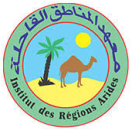 معهد المناطق القاحلة
Institut des Régions Arides